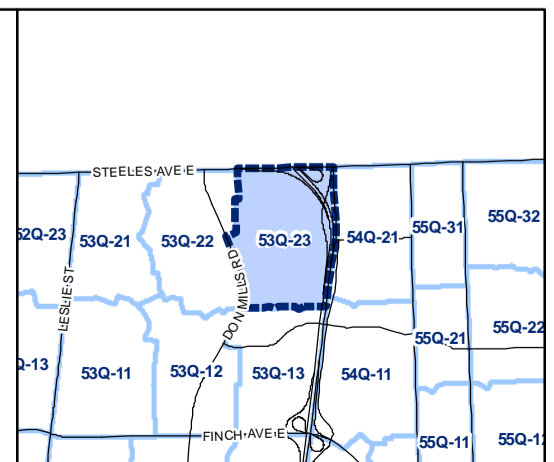 STEELES AVE E
52Q-23
53Q-21
53Q-22
53Q-23
54Q-21
55Q-31
55Q-32
LESLIE ST
DON MILLS RD
Q-13
53Q-11
53Q-12
53Q-13
54Q-11
55Q-21
55Q-22
FINCH AVE E
55Q-11
55Q-1